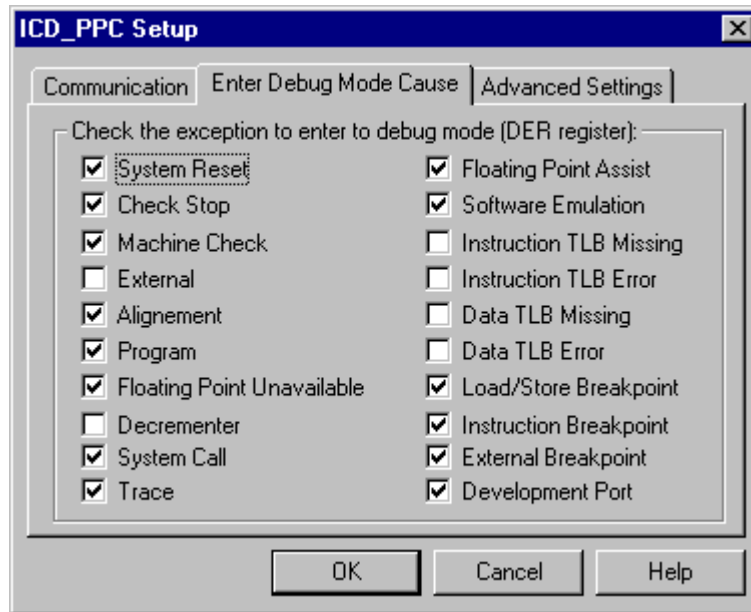 ICD_PPC Setup
Communication
Enter Debug Mode Cause
Advanced Settings
Check the exception to enter to debug mode (DER register):
System Reset
Check Stop
Machine Check
External
Alignement
Program
Floating Point Unavailable
Decrementer
System Call
Trace
Floating Point Assist
Software Emulation
Instruction TLB Missing
Instruction TLB Error
Data TLB Missing
Data TLB Error
Load/Store Breakpoint
Instruction Breakpoint
External Breakpoint
Development Port
OK
Cancel
Help